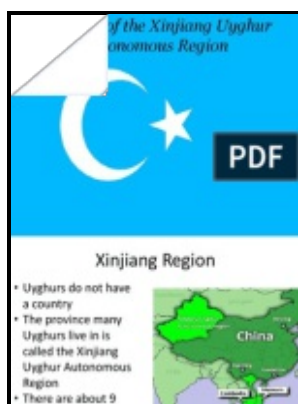 of the Xinjiang Uyghur
onomous Region
PDF
Xinjiang Region
• Uyghurs do not have
a country
• The province many
Uyghurs live in is
called the Xinjiang
Uyghur Autonomous
Region
• There are about 9
China